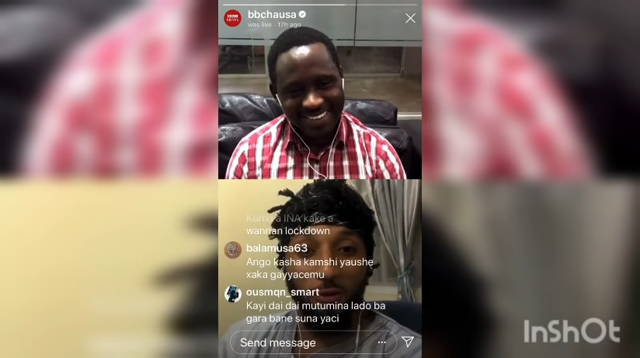 bbchausa
was live · 17h ago
Kuma a INA kake a
wannan lockdown
balamusa63
Ango kasha kamshi yaushe
xaka gayyacemu
ousmqn_smart
Kayi dai dai mutumina lado ba
gara bane suna yaci
Send message
InShOt